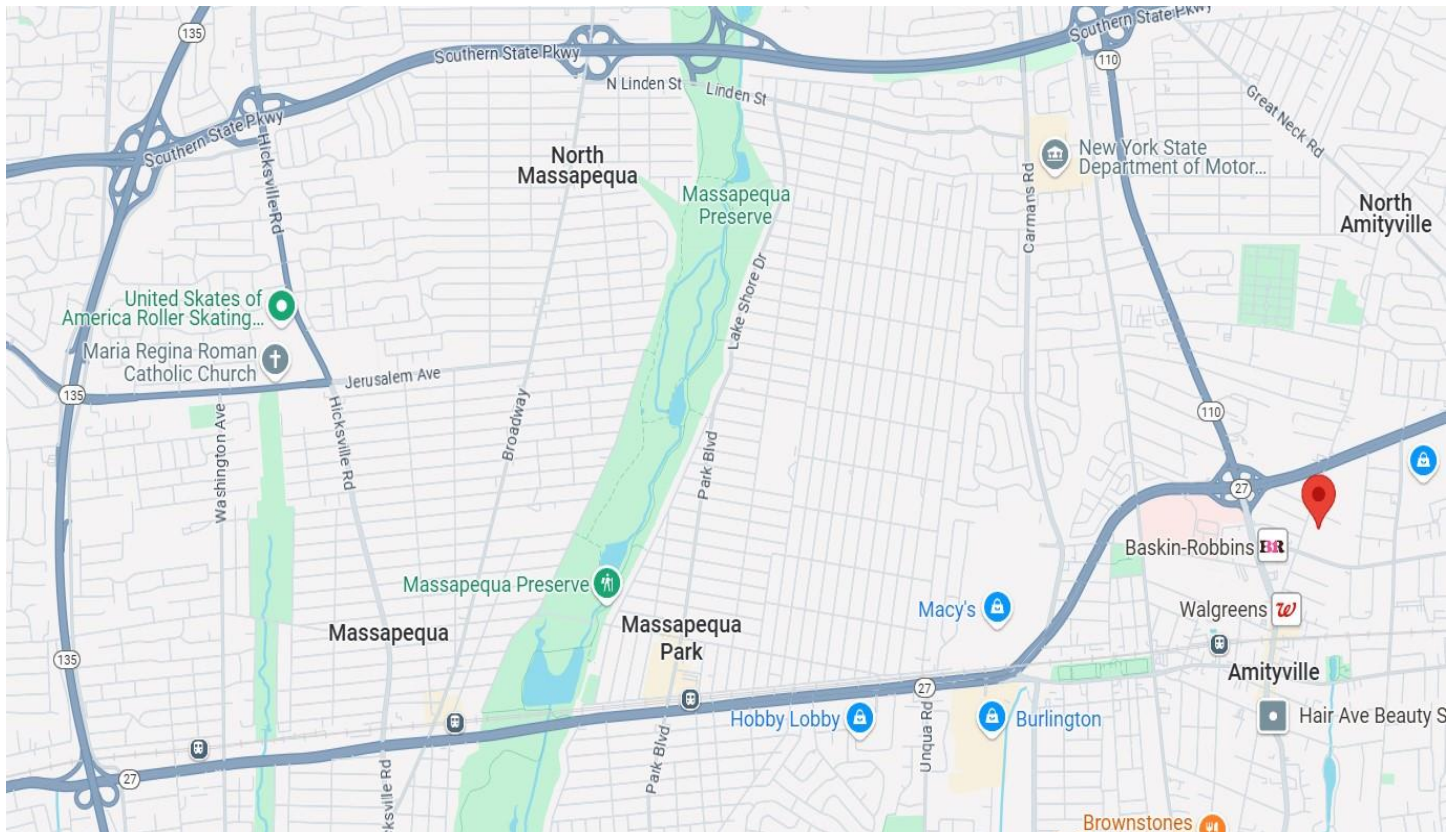 135
Southern State Pkwy
Southern State Pkwy
110
N Linden St
Linden St
Great Neck Rd
Southern State Pkwy
Hicksville Rd
North
Massapequa
New York State
Department of Motor...
Carmans Rd
Massapequa
Preserve
North
Amityville
United Skates of
America Roller Skating...
Lake Shore Dr
Maria Regina Roman
Catholic Church
Jerusalem Ave
135
Hicksville Rd
Washington Ave
Broadway
Park Blvd
110
27
Baskin-Robbins
BR
Massapequa Preserve
Macy's
Walgreens
W
Massapequa
Massapequa
Park
135
Amityville
27
Hobby Lobby
Unqua Rd
Burlington
Hair Ave Beauty S
Park Blvd
27
ksville Rd
Brownstones